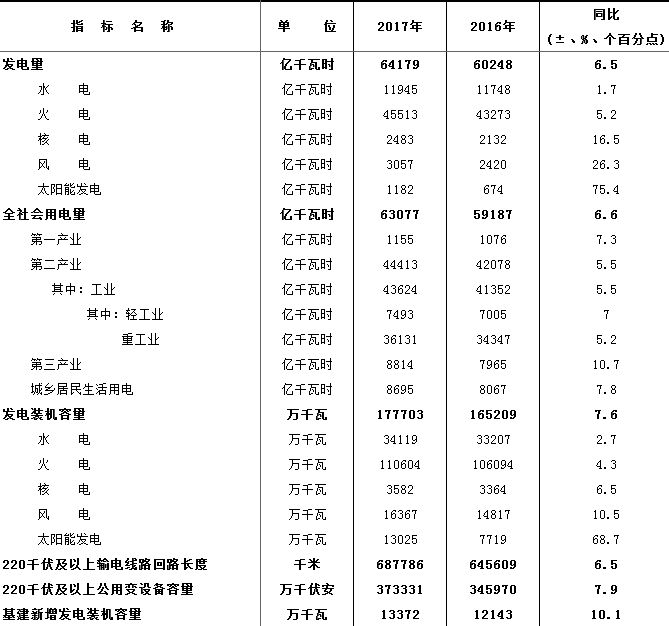 指 标 名 称 单 位 2017年 2016年 同比
(±、%、个百分点)
发电量 亿千瓦时 64179 60248 6.5
水 电 亿千瓦时 11945 11748 1.7
火 电 亿千瓦时 45513 43273 5.2
核 电 亿千瓦时 2483 2132 16.5
风 电 亿千瓦时 3057 2420 26.3
太阳能发电 亿千瓦时 1182 674 75.4
全社会用电量 亿千瓦时 63077 59187 6.6
第一产业 亿千瓦时 1155 1076 7.3
第二产业 亿千瓦时 44413 42078 5.5
其中：工业 亿千瓦时 43624 41352 5.5
其中：轻工业 亿千瓦时 7493 7005 7
重工业 亿千瓦时 36131 34347 5.2
第三产业 亿千瓦时 8814 7965 10.7
城乡居民生活用电 亿千瓦时 8695 8067 7.8
发电装机容量 万千瓦 177703 165209 7.6
水 电 万千瓦 34119 33207 2.7
火 电 万千瓦 110604 106094 4.3
核 电 万千瓦 3582 3364 6.5
风 电 万千瓦 16367 14817 10.5
太阳能发电 万千瓦 13025 7719 68.7
220千伏及以上输电线路回路长度 千米 687786 645609 6.5
220千伏及以上公用变设备容量 万千伏安 373331 345970 7.9
基建新增发电装机容量 万千瓦 13372 12143 10.1